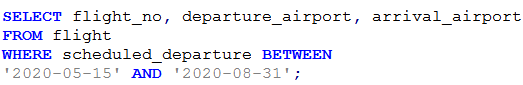 SELECT flight_no, departure_airport, arrival_airport
FROM flight
WHERE scheduled_departure BETWEEN
'2020-05-15' AND '2020-08-31';